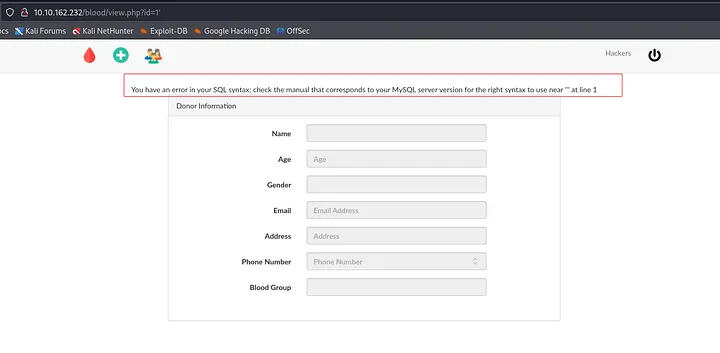 10.10.162.232/blood/view.php?id=1'
ocs Kali Forums Kali NetHunter Exploit-DB Google Hacking DB OffSec
Hackers
You have an error in your SQL syntax; check the manual that corresponds to your MySQL server version for the right syntax to use near ''' at line 1
Donor Information
Name
Age Age
Gender
Email Email Address
Address Address
Phone Number Phone Number
Blood Group